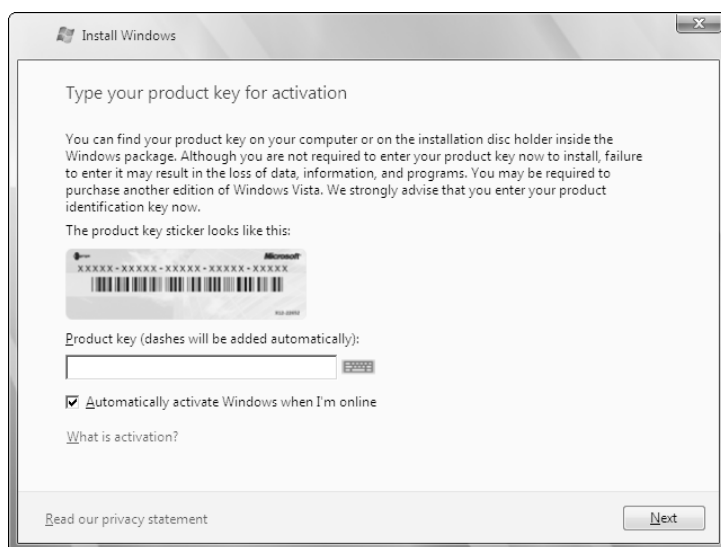 Install Windows
Type your product key for activation
You can find your product key on your computer or on the installation disc holder inside the
Windows package. Although you are not required to enter your product key now to install, failure
to enter it may result in the loss of data, information, and programs. You may be required to
purchase another edition of Windows Vista. We strongly advise that you enter your product
identification key now.
The product key sticker looks like this:
Microsoft
XXXXX-XXXXX-XXXXX-XXXXX-XXXXX
Product key (dashes will be added automatically):
Automatically activate Windows when I'm online
What is activation?
Read our privacy statement
Next